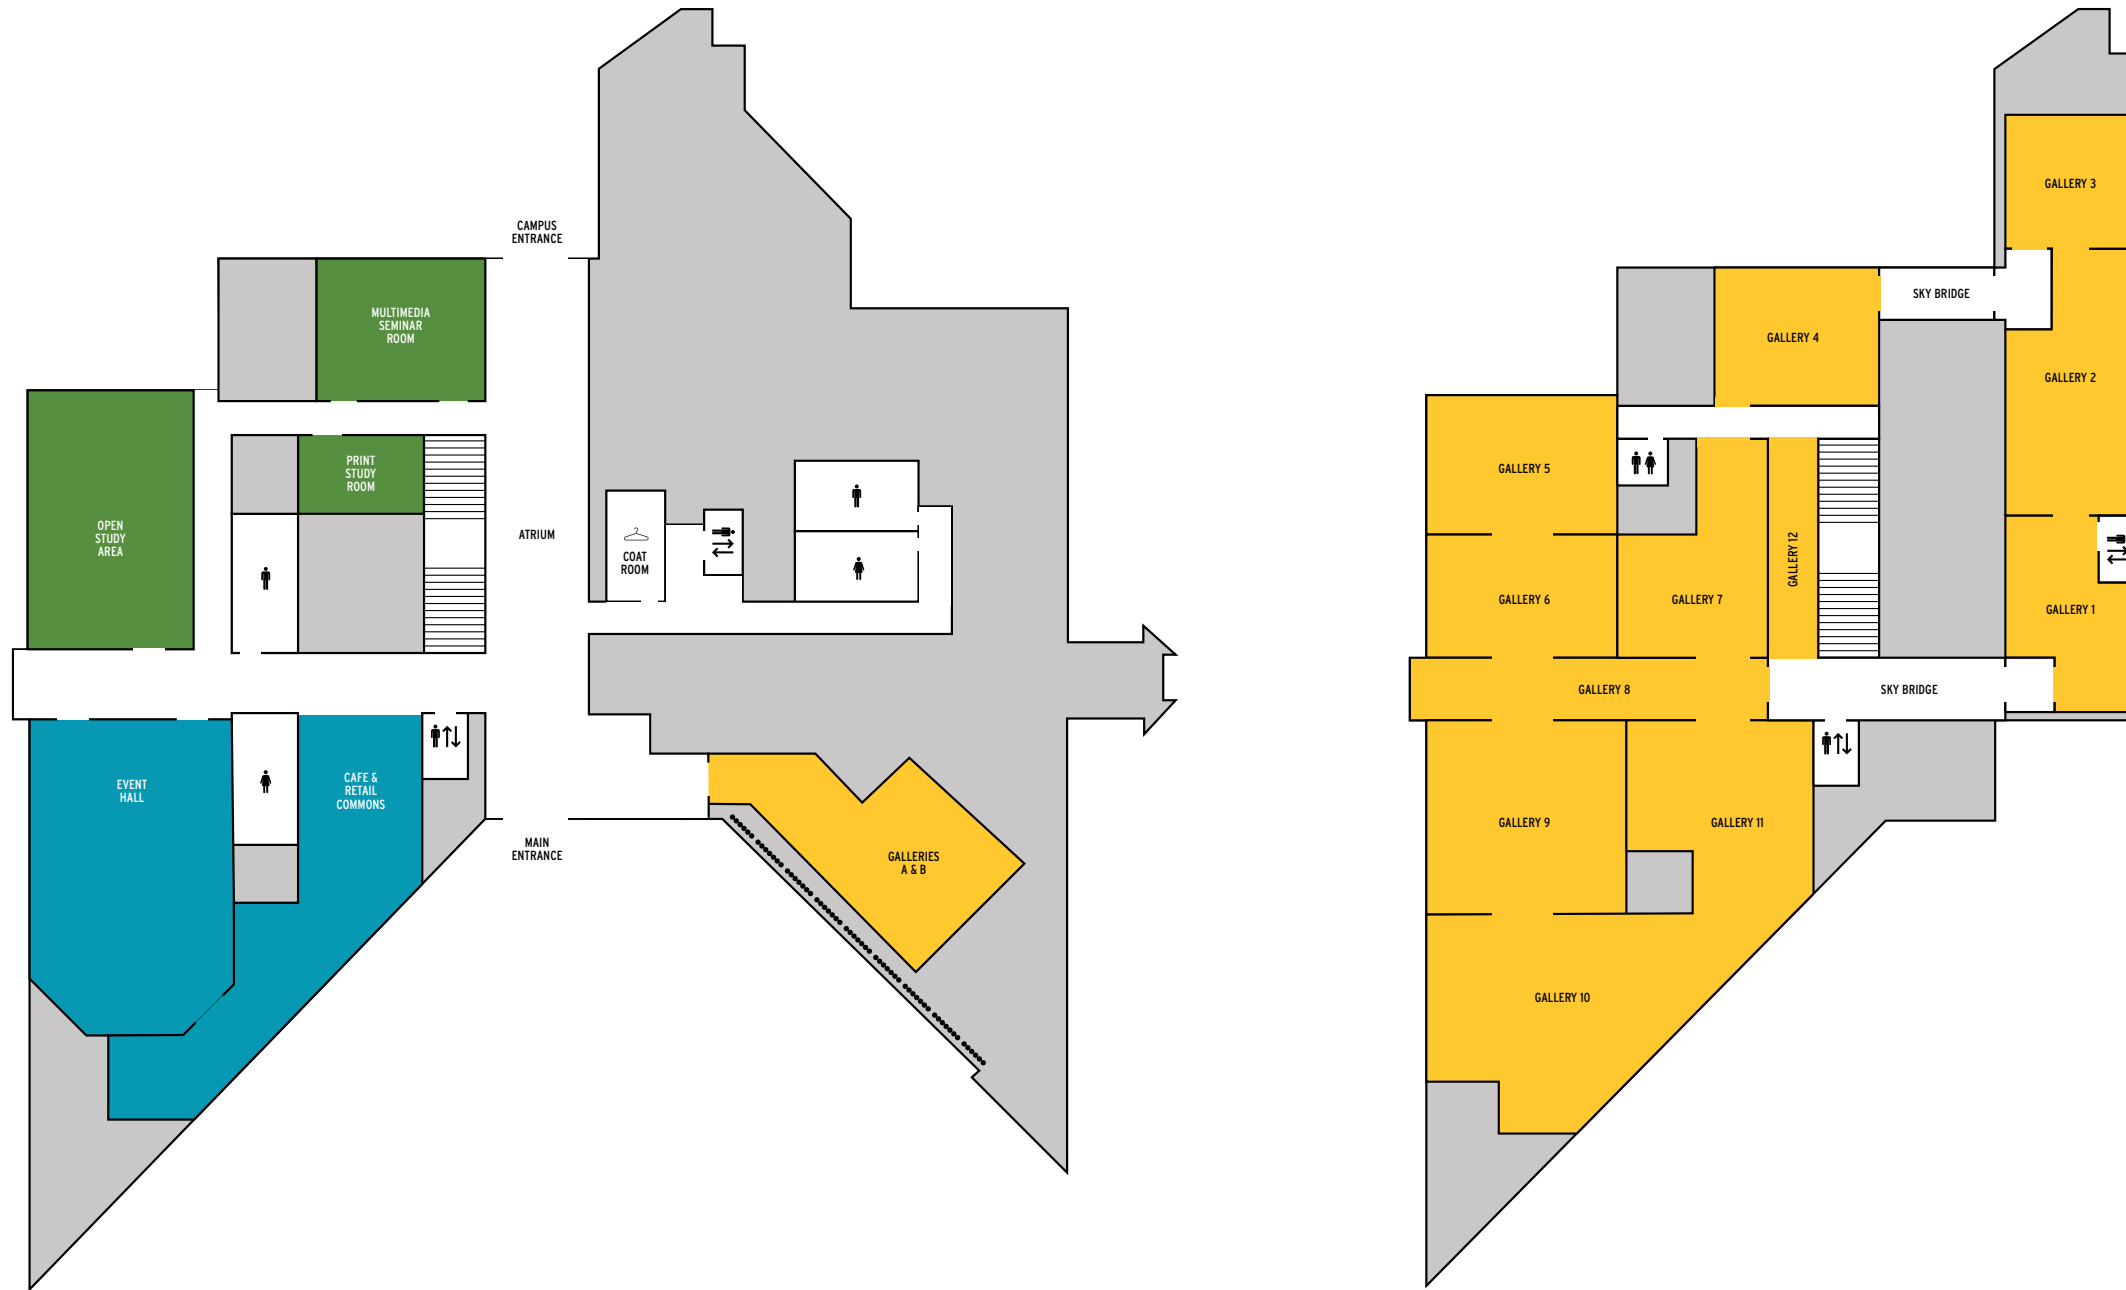 CAMPUS
ENTRANCE
MULTIMEDIA
SEMINAR
ROOM
PRINT
STUDY
ROOM
OPEN
STUDY
AREA
ATRIUM
COAT
ROOM
EVENT
HALL
CAFE &
RETAIL
COMMONS
MAIN
ENTRANCE
GALLERIES
A & B
GALLERY 3
SKY BRIDGE
GALLERY 4
GALLERY 2
GALLERY 5
GALLERY 12
GALLERY 6
GALLERY 7
GALLERY 1
GALLERY 8
SKY BRIDGE
GALLERY 9
GALLERY 11
GALLERY 10